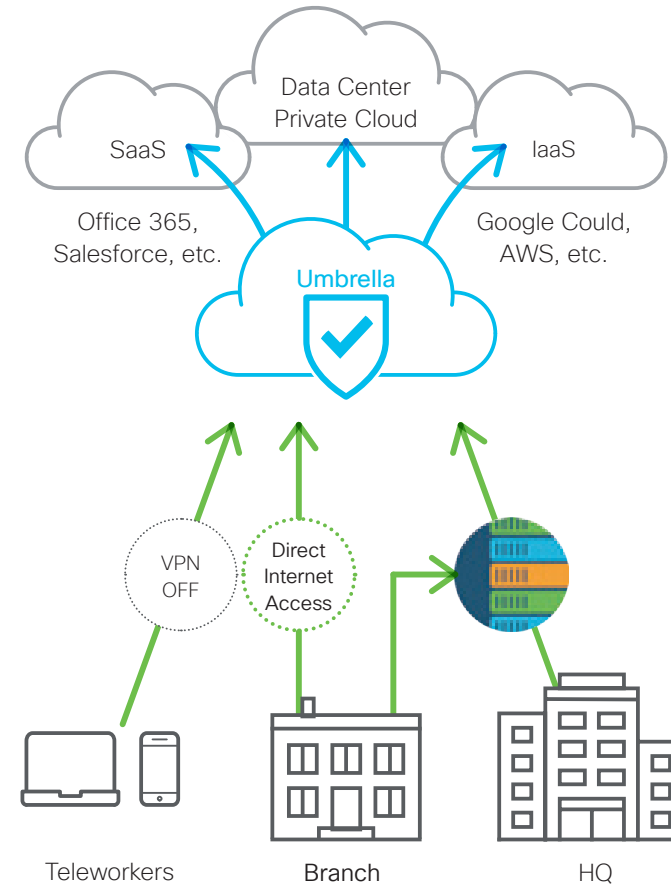 Data Center
Private Cloud
SaaS
IaaS
Office 365,
Salesforce, etc.
Google Could,
AWS, etc.
Umbrella
VPN
OFF
Direct
Internet
Access
Teleworkers
Branch
HQ